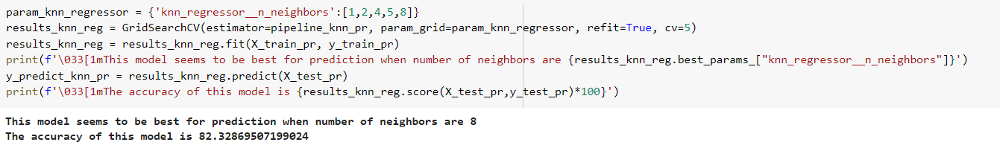 param_knn_regressor = {'knn_regressor__n_neighbors':[1,2,4,5,8]}
results_knn_reg = GridSearchCV(estimator=pipeline_knn_pr, param_grid=param_knn_regressor, refit=True, cv=5)
results_knn_reg = results_knn_reg.fit(X_train_pr, y_train_pr)
print(f'\033[1mThis model seems to be best for prediction when number of neighbors are {results_knn_reg.best_params_["knn_regressor__n_neighbors"]}')
y_predict_knn_pr = results_knn_reg.predict(X_test_pr)
print(f'\033[1mThe accuracy of this model is {results_knn_reg.score(X_test_pr,y_test_pr)*100}')
This model seems to be best for prediction when number of neighbors are 8
The accuracy of this model is 82.32869507199024